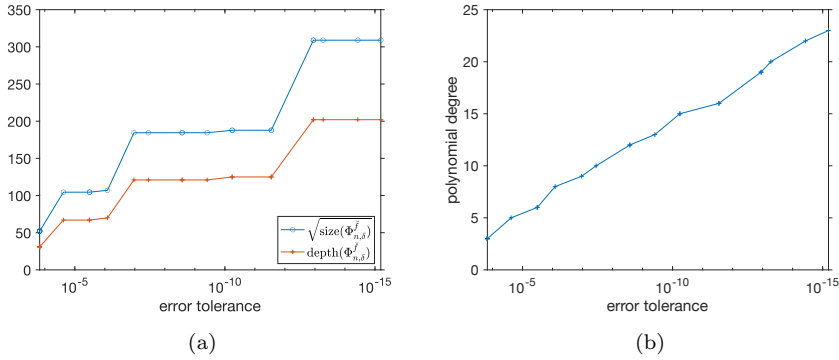 350
300
250
200
150
100
50
0
10^-5
10^-10
10^-15
error tolerance
√size(Φ^f̃_{n,δ})
depth(Φ^f̃_{n,δ})
(a)
25
20
15
10
5
0
polynomial degree
10^-5
10^-10
10^-15
error tolerance
(b)